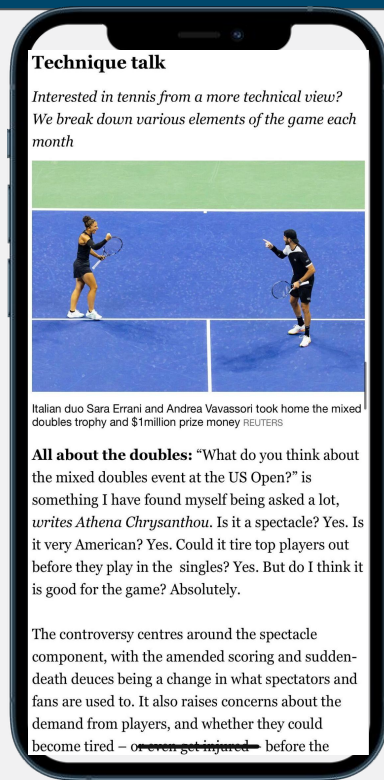 Technique talk
Interested in tennis from a more technical view?
We break down various elements of the game each
month
Italian duo Sara Errani and Andrea Vavassori took home the mixed
doubles trophy and $1million prize money REUTERS
All about the doubles: “What do you think about
the mixed doubles event at the US Open?” is
something I have found myself being asked a lot,
writes Athena Chrysanthou. Is it a spectacle? Yes. Is
it very American? Yes. Could it tire top players out
before they play in the singles? Yes. But do I think it
is good for the game? Absolutely.
The controversy centres around the spectacle
component, with the amended scoring and sudden-
death deuces being a change in what spectators and
fans are used to. It also raises concerns about the
demand from players, and whether they could
become tired – or even get injured – before the